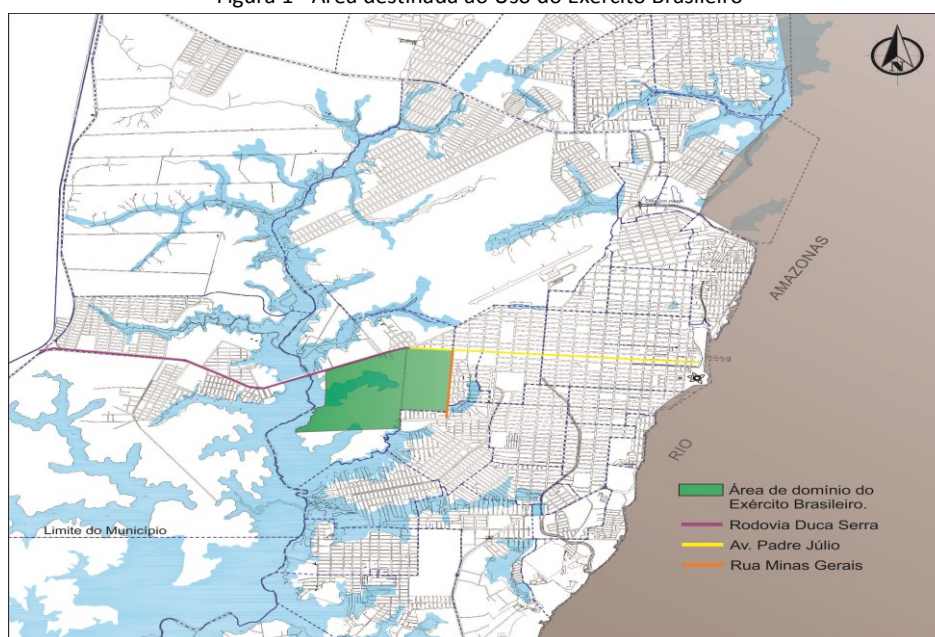 Figura 1 - Área destinada ao Uso do Exército Brasileiro
N
AMAZONAS
RIO
Limite do Município
Área de domínio do
Exército Brasileiro.
Rodovia Duca Serra
Av. Padre Júlio
Rua Minas Gerais